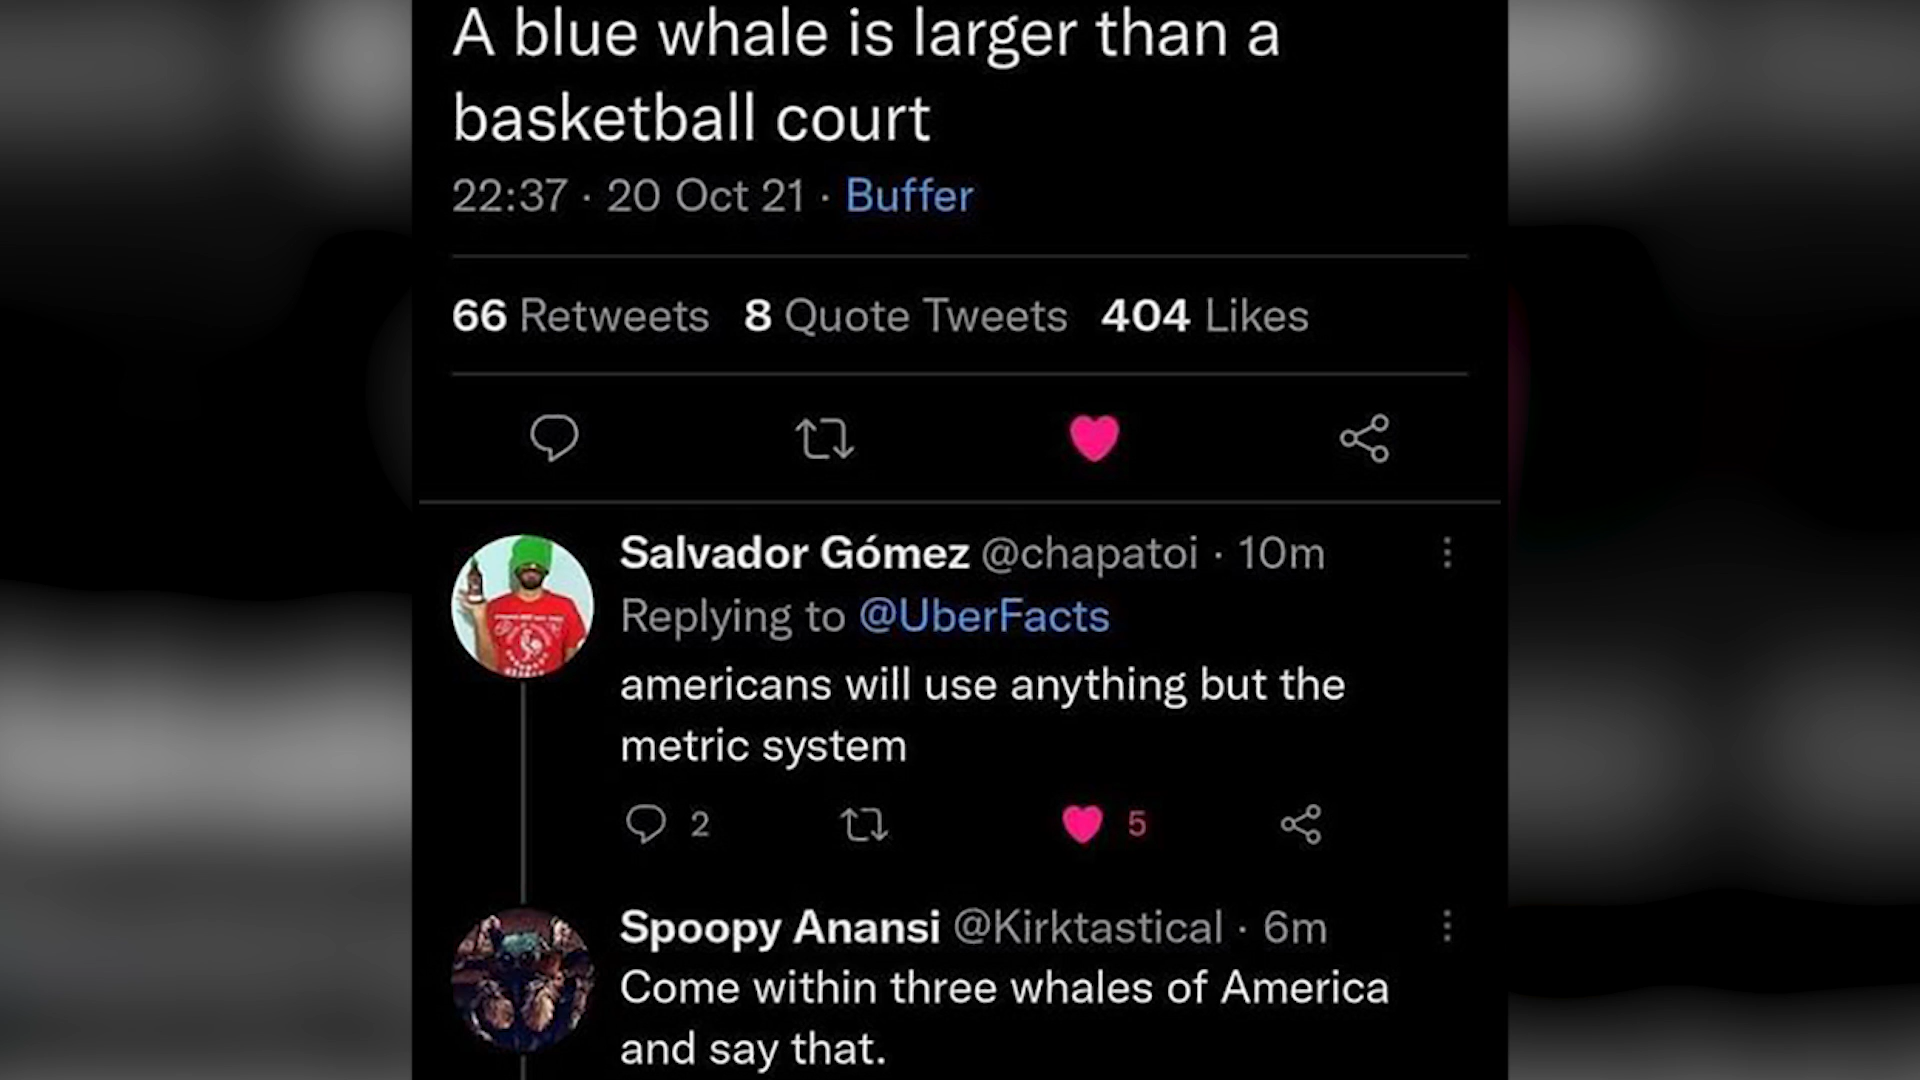 A blue whale is larger than a
basketball court
22:37 · 20 Oct 21 · Buffer
66 Retweets 8 Quote Tweets 404 Likes
Salvador Gómez @chapatoi · 10m
Replying to @UberFacts
americans will use anything but the
metric system
2 5
Spoopy Anansi @Kirktastical · 6m
Come within three whales of America
and say that.